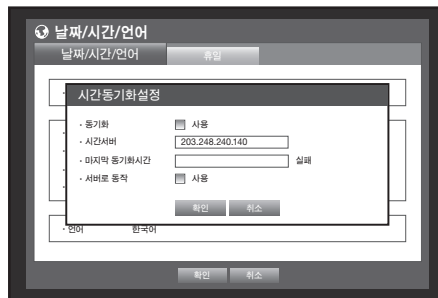 날짜/시간/언어
날짜/시간/언어 휴일
시간동기화설정
· 동기화 사용
· 시간서버 203.248.240.140
· 마지막 동기화시간 실패
· 서버로 동작 사용
확인 취소
· 언어 한국어
확인 취소